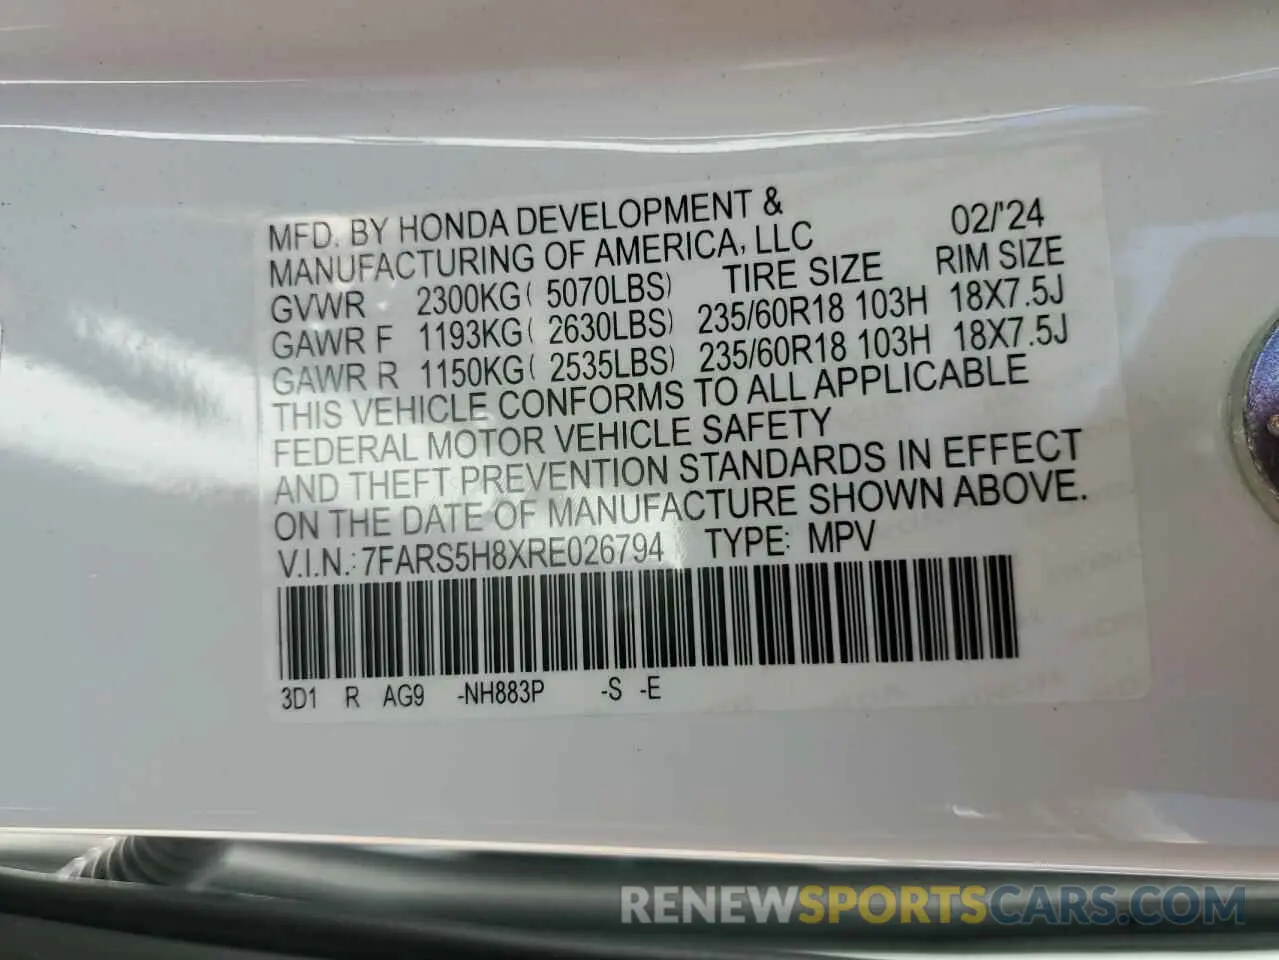 MFD. BY HONDA DEVELOPMENT & 02/'24
MANUFACTURING OF AMERICA, LLC
GVWR 2300KG( 5070LBS) TIRE SIZE RIM SIZE
GAWR F 1193KG( 2630LBS) 235/60R18 103H 18X7.5J
GAWR R 1150KG( 2535LBS) 235/60R18 103H 18X7.5J
THIS VEHICLE CONFORMS TO ALL APPLICABLE
FEDERAL MOTOR VEHICLE SAFETY
AND THEFT PREVENTION STANDARDS IN EFFECT
ON THE DATE OF MANUFACTURE SHOWN ABOVE.
V.I.N.: 7FARS5H8XRE026794 TYPE: MPV
3D1 R AG9 -NH883P -S -E
RENEWSPORTSCARS.COM